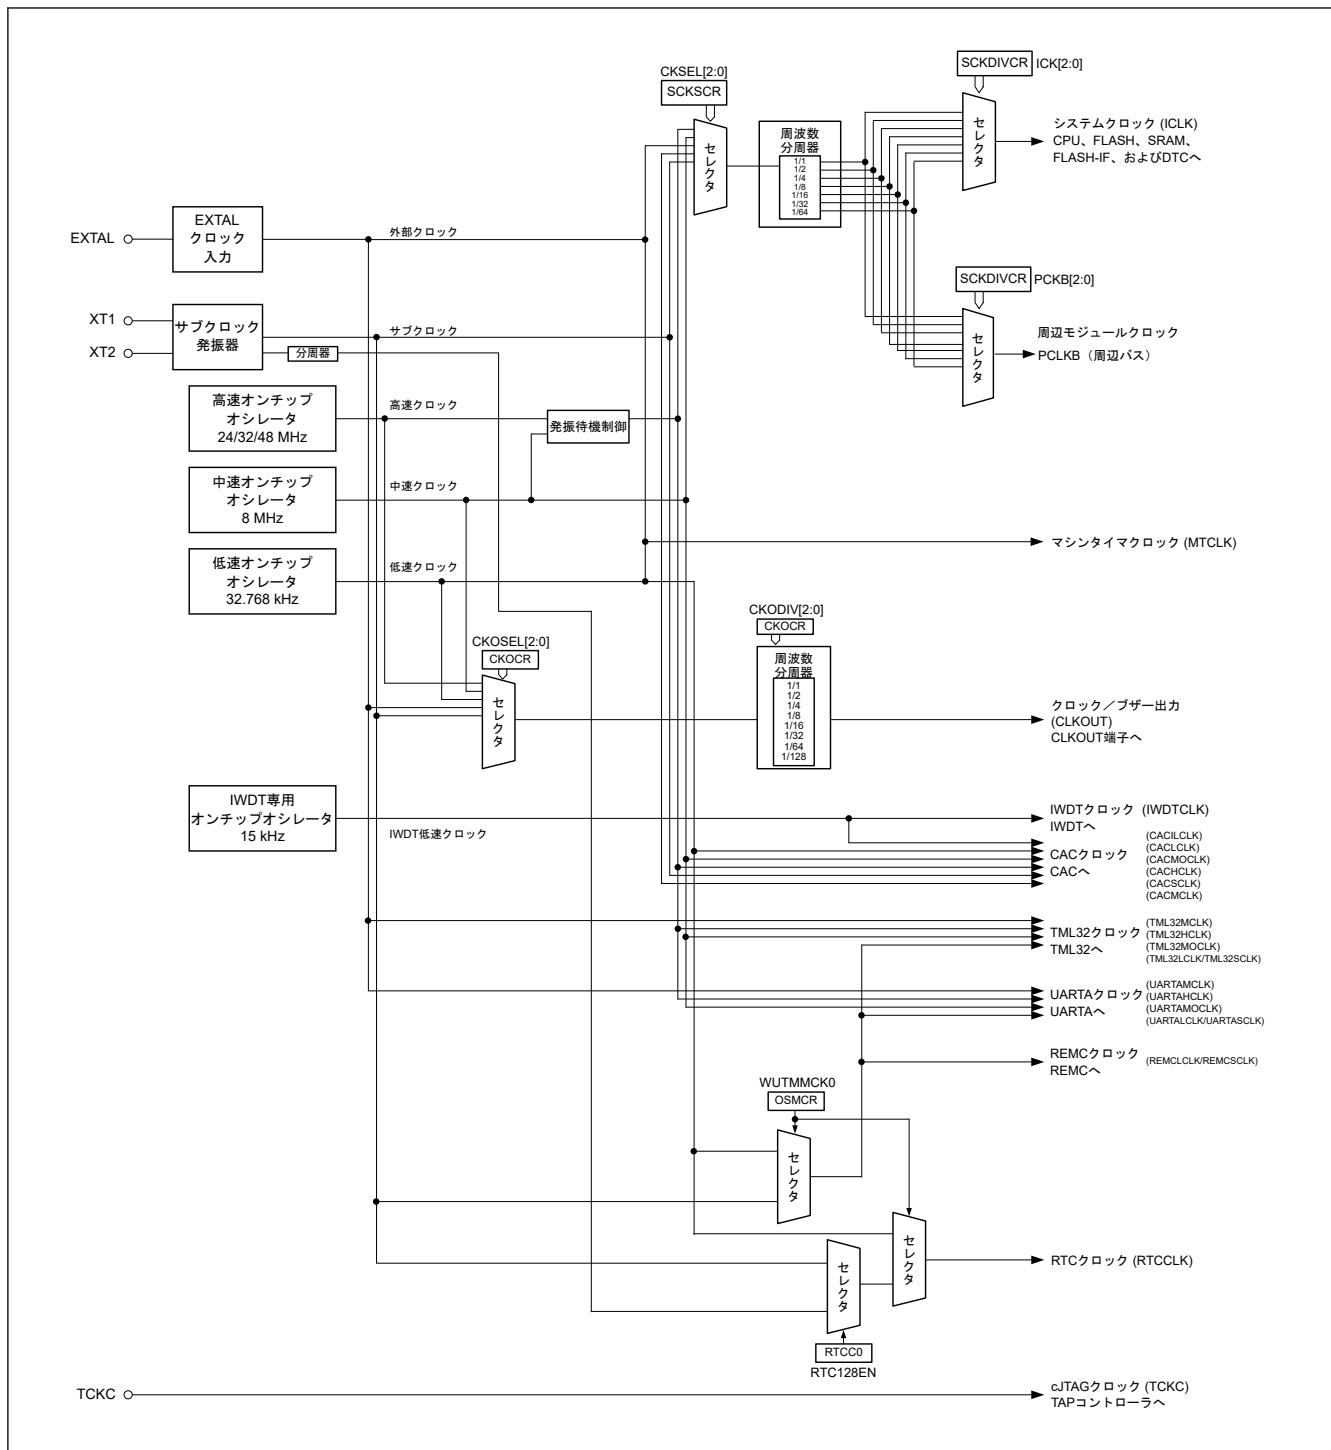 SCKDIVCR ICK[2:0]
CKSEL[2:0]
SCKSCR
セレクタ
周波数
分周器
1/1
1/2
1/4
1/8
1/16
1/32
1/64
セレクタ
システムクロック (ICLK)
CPU、FLASH、SRAM、
FLASH-IF、およびDTCへ
EXTAL
EXTAL
クロック
入力
外部クロック
SCKDIVCR PCKB[2:0]
セレクタ
周辺モジュールクロック
PCLKB（周辺バス）
XT1
XT2
サブクロック
発振器
サブクロック
分周器
高速オンチップ
オシレータ
24/32/48 MHz
高速クロック
発振待機制御
中速オンチップ
オシレータ
8 MHz
中速クロック
マシンタイマクロック (MTCLK)
低速オンチップ
オシレータ
32.768 kHz
低速クロック
CKOSEL[2:0]
CKOCR
セレクタ
CKODIV[2:0]
CKOCR
周波数
分周器
1/1
1/2
1/4
1/8
1/16
1/32
1/64
1/128
クロック／ブザー出力
(CLKOUT)
CLKOUT端子へ
IWDT専用
オンチップオシレータ
15 kHz
IWDT低速クロック
IWDTクロック (IWDTCLK)
IWDTへ
CACクロック
CACへ
(CACILCLK)
(CACLCLK)
(CACMOCLK)
(CACHCLK)
(CACSCLK)
(CACMCLK)
TML32クロック
TML32へ
(TML32MCLK)
(TML32HCLK)
(TML32MOCLK)
(TML32LCLK/TML32SCLK)
UARTAクロック
UARTAへ
(UARTAMCLK)
(UARTAHCLK)
(UARTAMOCLK)
(UARTALCLK/UARTASCLK)
REMCクロック
REMCへ
(REMCLCLK/REMCSCLK)
WUTMMCK0
OSMCR
セレクタ
セレクタ
セレクタ
RTCクロック (RTCCLK)
RTCC0
RTC128EN
TCKC
cJTAGクロック (TCKC)
TAPコントローラへ